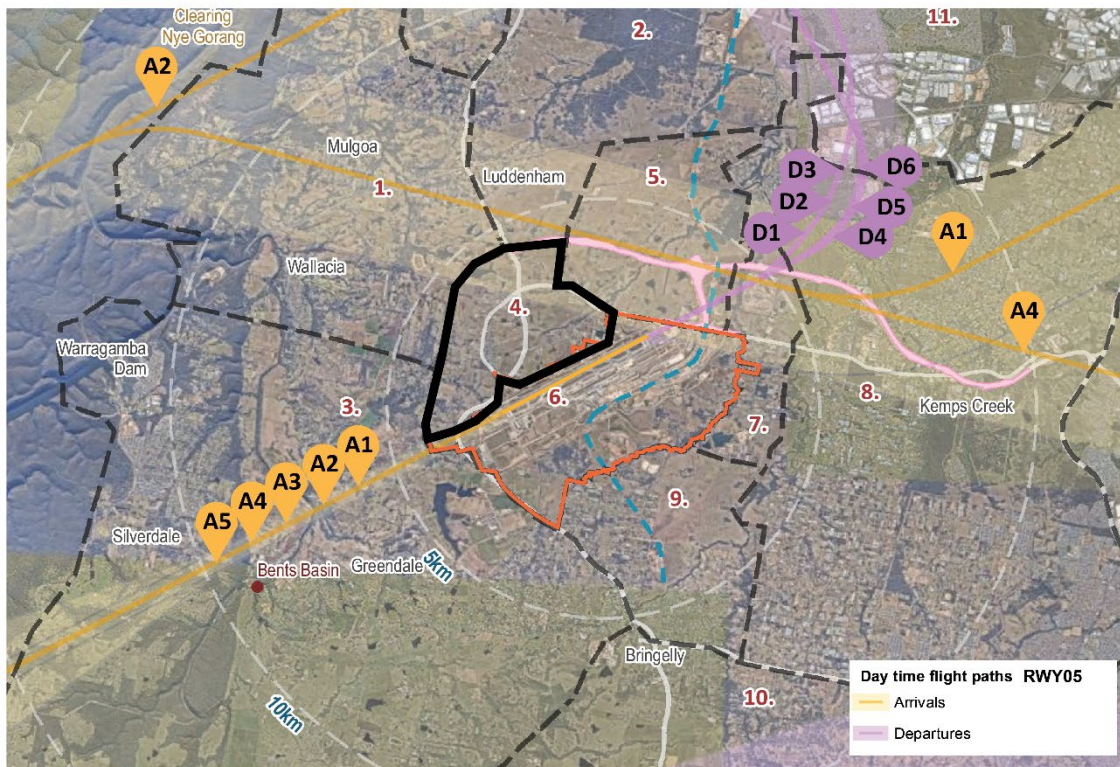 Clearing
Nye Gorang
2.
11.
A2
Mulgoa
1.
Luddenham
5.
D3
D6
D2
D5
D1
D4
A1
Wallacia
4.
A4
Warragamba
Dam
3.
6.
7.
8.
Kemps Creek
A1
A2
A3
A4
A5
9.
Silverdale
Bents Basin
Greendale
5km
Bringelly
10km
10.
Day time flight paths RWY05
Arrivals
Departures